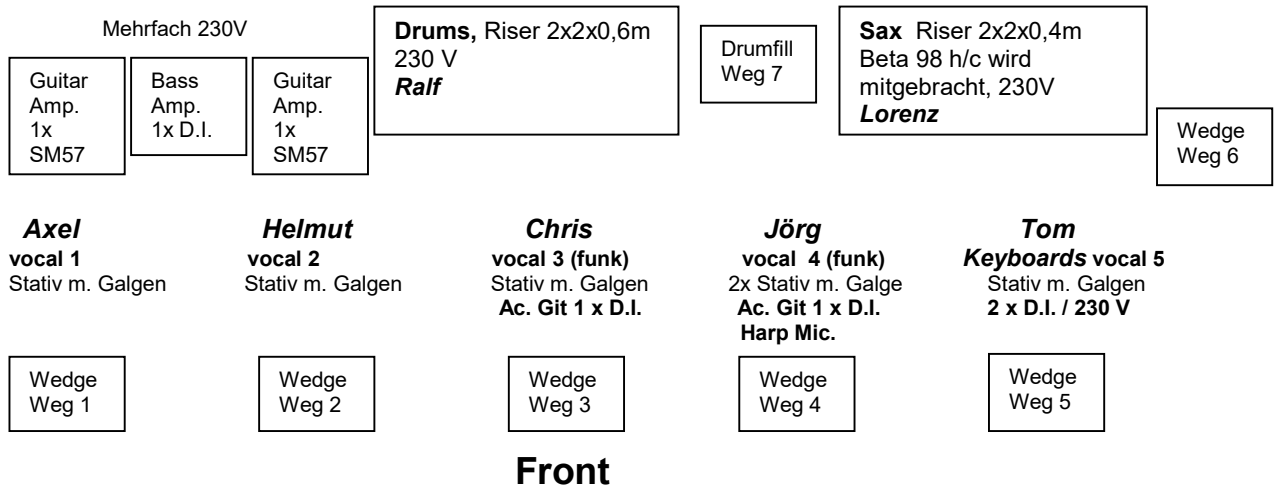 Mehrfach 230V
Guitar
Amp.
1x
SM57
Bass
Amp.
1x D.I.
Guitar
Amp.
1x
SM57
Drums, Riser 2x2x0,6m
230 V
Ralf
Drumfill
Weg 7
Sax Riser 2x2x0,4m
Beta 98 h/c wird
mitgebracht, 230V
Lorenz
Wedge
Weg 6
Axel
vocal 1
Stativ m. Galgen
Helmut
vocal 2
Stativ m. Galgen
Chris
vocal 3 (funk)
Stativ m. Galgen
Ac. Git 1 x D.I.
Jörg
vocal 4 (funk)
2x Stativ m. Galge
Ac. Git 1 x D.I.
Harp Mic.
Tom
Keyboards vocal 5
Stativ m. Galgen
2 x D.I. / 230 V
Wedge
Weg 1
Wedge
Weg 2
Wedge
Weg 3
Wedge
Weg 4
Wedge
Weg 5
Front